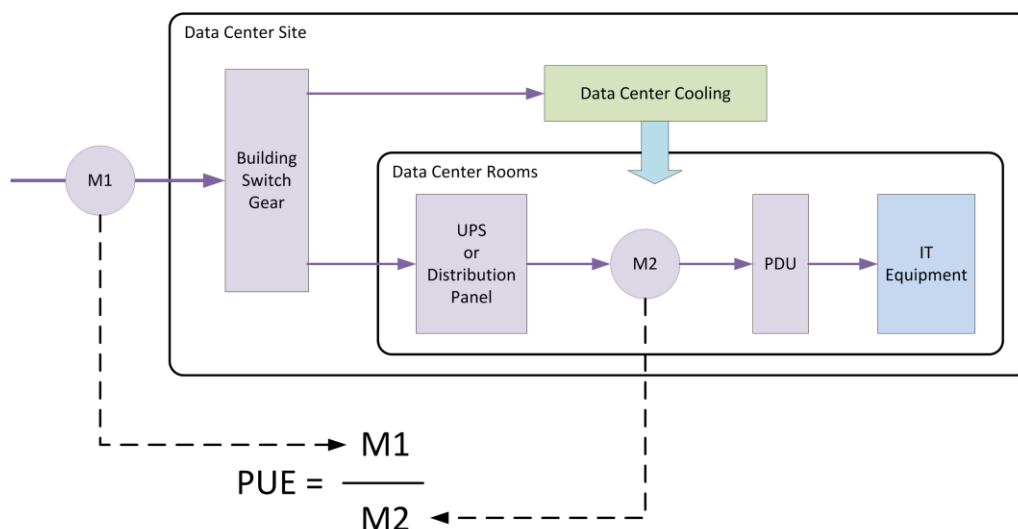 Data Center Site
Data Center Cooling
Building
Switch
Gear
M1
Data Center Rooms
UPS
or
Distribution
Panel
M2
PDU
IT
Equipment
PUE =
M1
M2